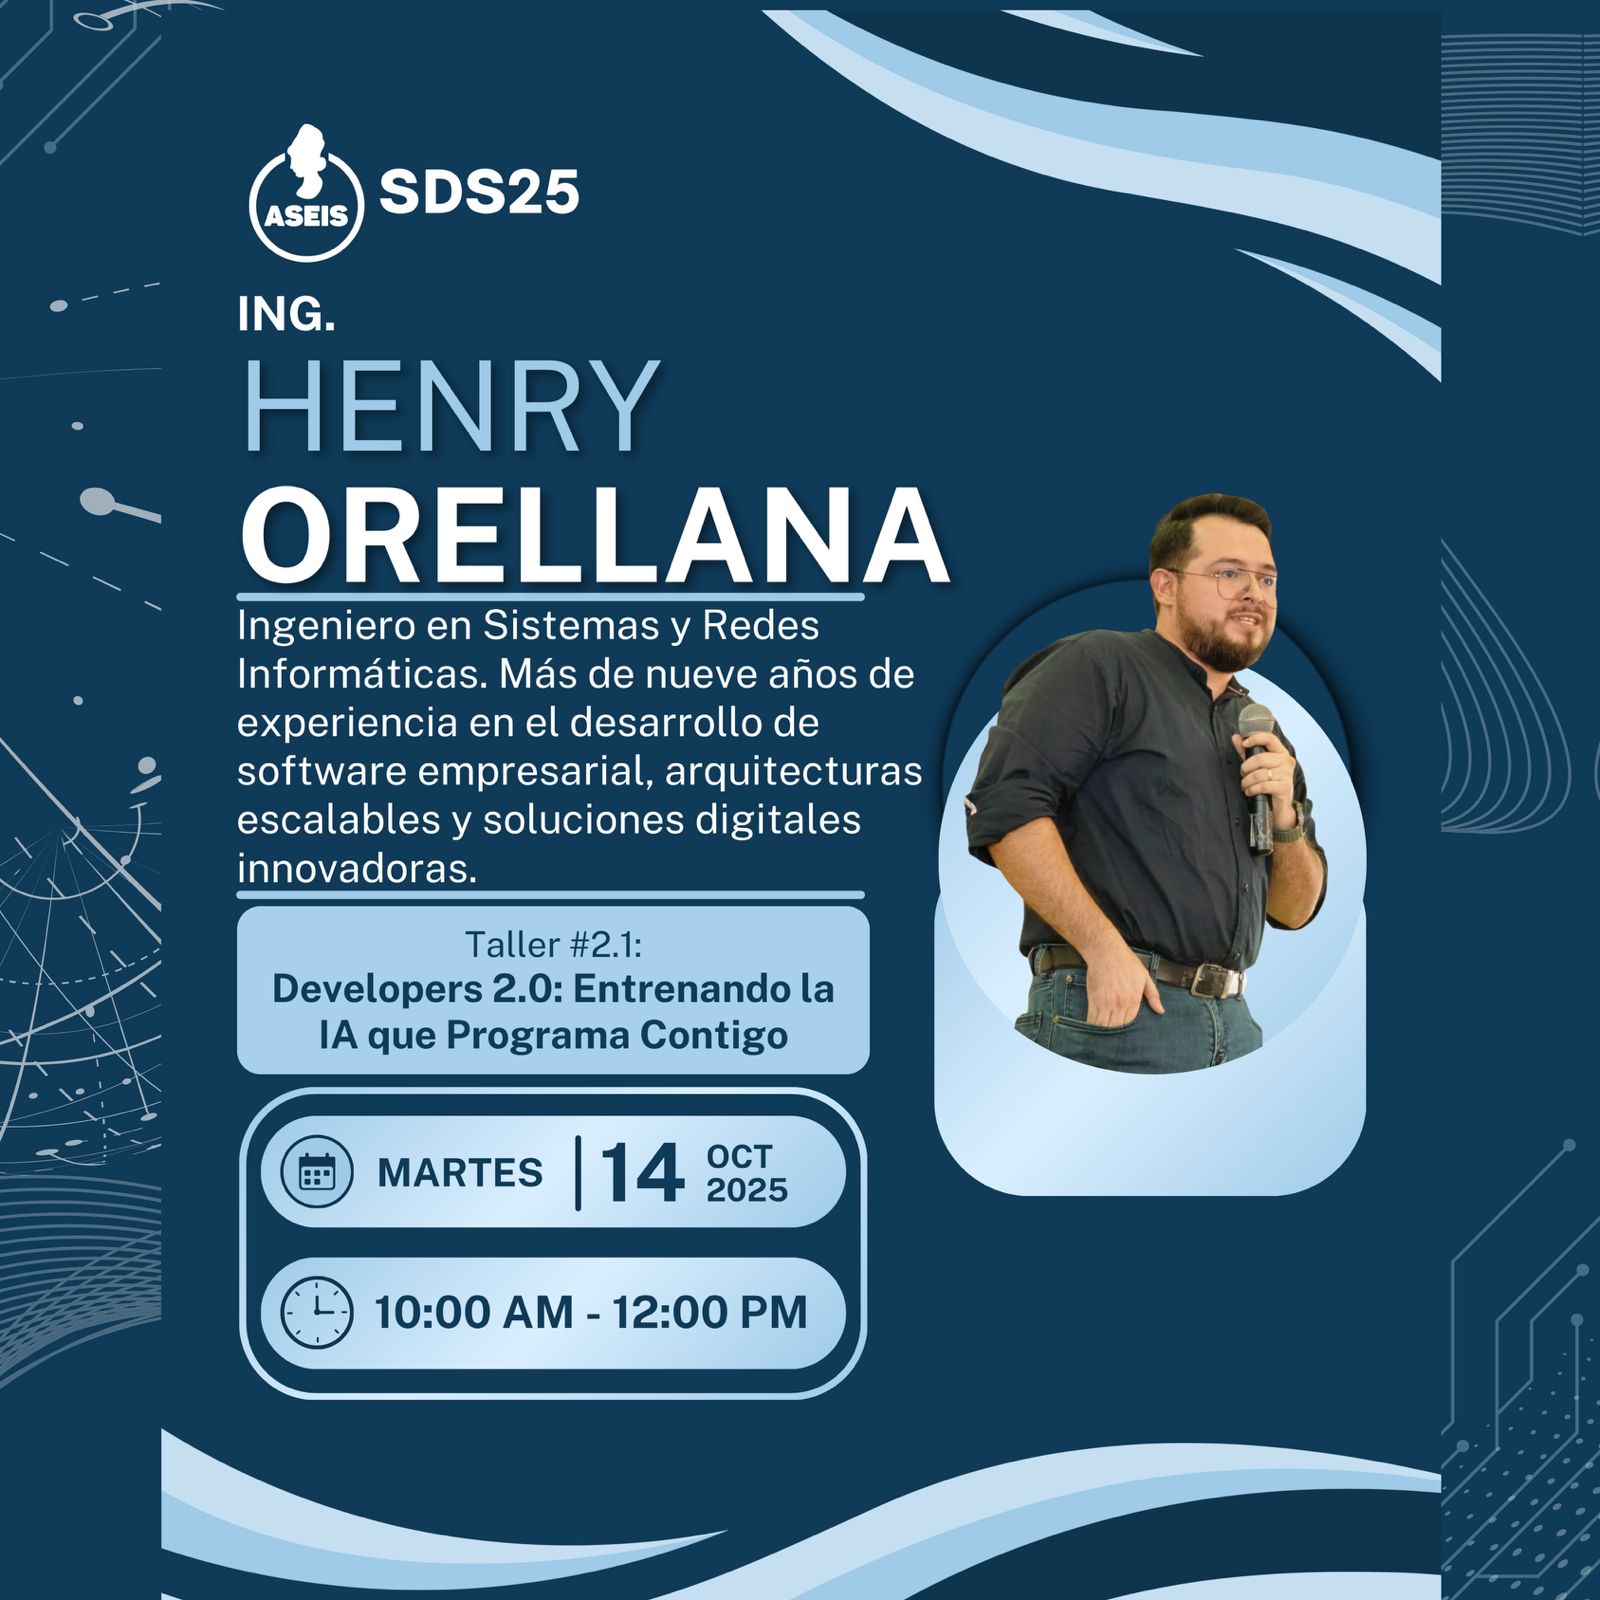 ASEIS
SDS25
ING.
HENRY
ORELLANA
Ingeniero en Sistemas y Redes
Informáticas. Más de nueve años de
experiencia en el desarrollo de
software empresarial, arquitecturas
escalables y soluciones digitales
innovadoras.
Taller #2.1:
Developers 2.0: Entrenando la
IA que Programa Contigo
MARTES | 14 OCT
2025
10:00 AM - 12:00 PM